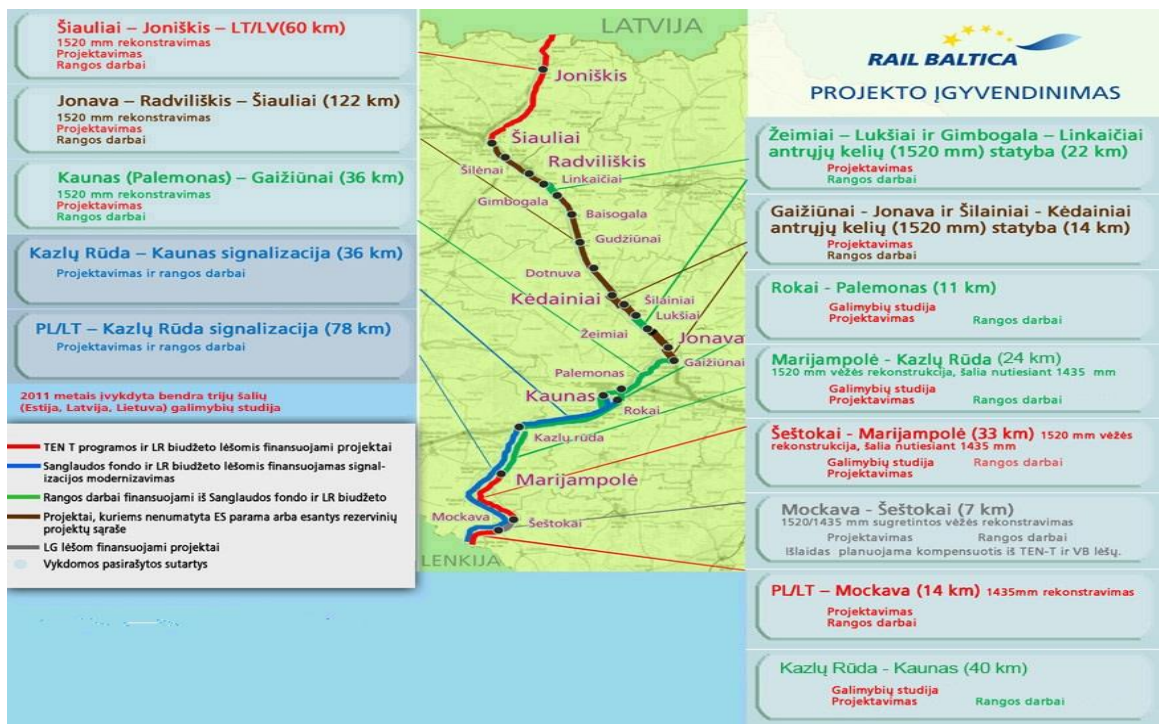 Šiauliai – Joniškis – LT/LV(60 km)
1520 mm rekonstravimas
Projektavimas
Rangos darbai
Jonava – Radviliškis – Šiauliai (122 km)
1520 mm rekonstravimas
Projektavimas
Rangos darbai
Kaunas (Palemonas) – Gaižiūnai (36 km)
1520 mm rekonstravimas
Projektavimas
Rangos darbai
Kazlų Rūda – Kaunas signalizacija (36 km)
Projektavimas ir rangos darbai
PL/LT – Kazlų Rūda signalizacija (78 km)
Projektavimas ir rangos darbai
2011 metais įvykdyta bendra trijų šalių
(Estija, Latvija, Lietuva) galimybių studija
TEN T programos ir LR biudžeto lėšomis finansuojami projektai
Sanglaudos fondo ir LR biudžeto lėšomis finansuojamas signal-
izacijos modernizavimas
Rangos darbai finansuojami iš Sanglaudos fondo ir LR biudžeto
Projektai, kuriems nenumatyta ES parama arba esantys rezervinių
projektų sąraše
LG lėšom finansuojami projektai
Vykdomos pasirašytos sutartys
LATVIJA
Joniškis
Šiauliai
Radviliškis
Šilėnai
Linkaičiai
Gimbogala
Baisogala
Gudžiūnai
Dotnuva
Kėdainiai
Šilainiai
Lukšiai
Žeimiai
Jonava
Gaižiūnai
Palemonas
Kaunas
Rokai
Kazlų rūda
Marijampolė
Mockava
Šeštokai
LENKIJA
RAIL BALTICA
PROJEKTO ĮGYVENDINIMAS
Žeimiai – Lukšiai ir Gimbogala – Linkaičiai
antrųjų kelių (1520 mm) statyba (22 km)
Projektavimas
Rangos darbai
Gaižiūnai - Jonava ir Šilainiai - Kėdainiai
antrųjų kelių (1520 mm) statyba (14 km)
Projektavimas
Rangos darbai
Rokai - Palemonas (11 km)
Galimybių studija
Projektavimas Rangos darbai
Marijampolė - Kazlų Rūda (24 km)
1520 mm vėžės rekonstrukcija, šalia nutiesiant 1435 mm
Galimybių studija
Projektavimas Rangos darbai
Šeštokai - Marijampolė (33 km) 1520 mm vėžės
rekonstrukcija, šalia nutiesiant 1435 mm
Galimybių studija Rangos darbai
Projektavimas
Mockava - Šeštokai (7 km)
1520/1435 mm sugretintos vėžės rekonstravimas
Projektavimas Rangos darbai
Išlaidas planuojama kompensuotis iš TEN-T ir VB lėšų.
PL/LT – Mockava (14 km) 1435mm rekonstravimas
Projektavimas
Rangos darbai
Kazlų Rūda - Kaunas (40 km)
Galimybių studija
Projektavimas Rangos darbai